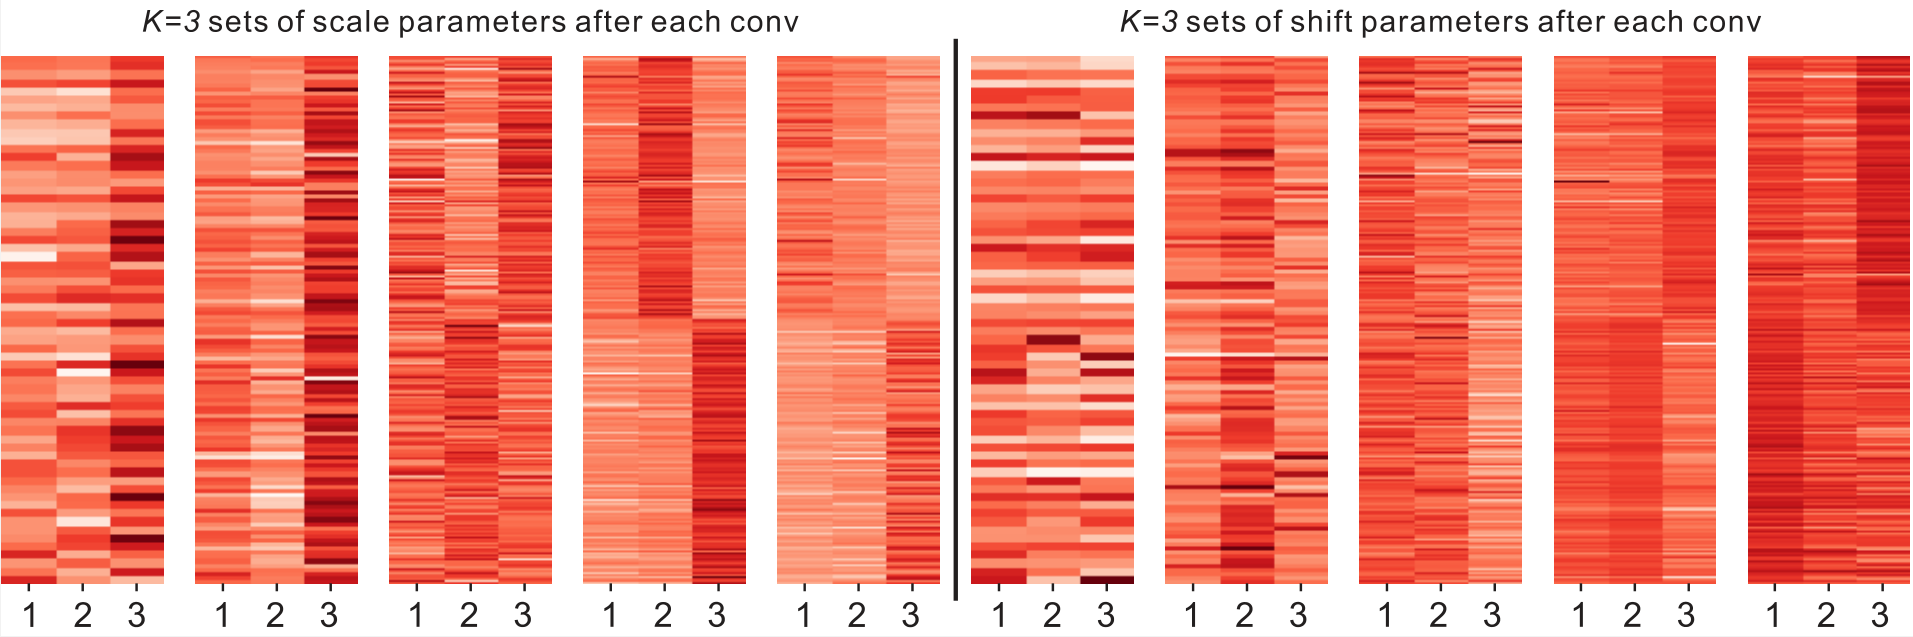 K=3 sets of scale parameters after each conv
K=3 sets of shift parameters after each conv
1 2 3 1 2 3 1 2 3 1 2 3 1 2 3 1 2 3 1 2 3 1 2 3 1 2 3 1 2 3